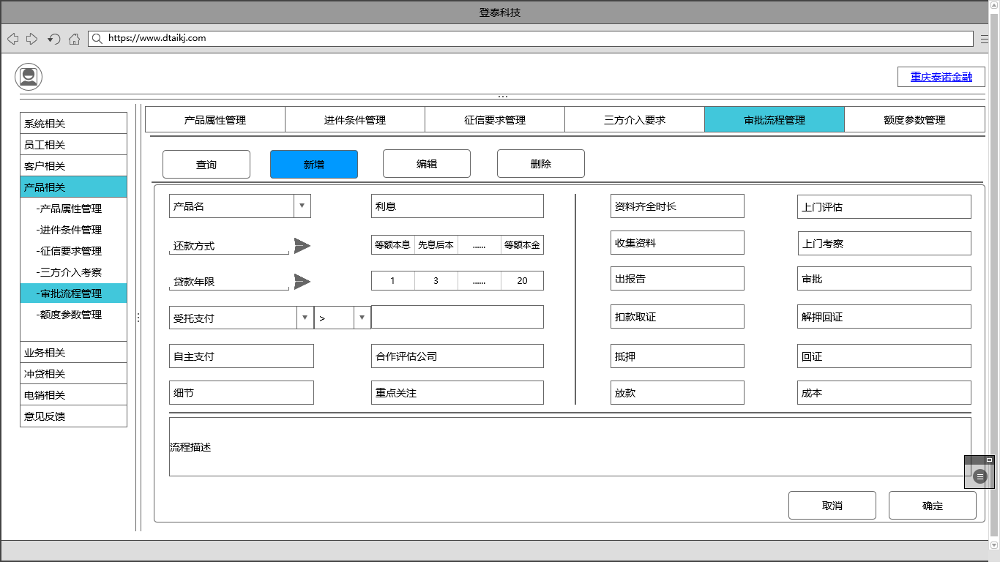 登泰科技
https://www.dtaikj.com
重庆泰诺金融
系统相关
员工相关
客户相关
产品相关
-产品属性管理
-进件条件管理
-征信要求管理
-三方介入考察
-审批流程管理
-额度参数管理
业务相关
冲贷相关
电销相关
意见反馈
产品属性管理 进件条件管理 征信要求管理 三方介入要求 审批流程管理 额度参数管理
查询 新增 编辑 删除
产品名 利息 资料齐全时长 上门评估
还款方式 等额本息 先息后本 ...... 等额本金 收集资料 上门考察
贷款年限 1 3 ...... 20 出报告 审批
受托支付 > 扣款取证 解押回证
自主支付 合作评估公司 抵押 回证
细节 重点关注 放款 成本
流程描述
取消 确定